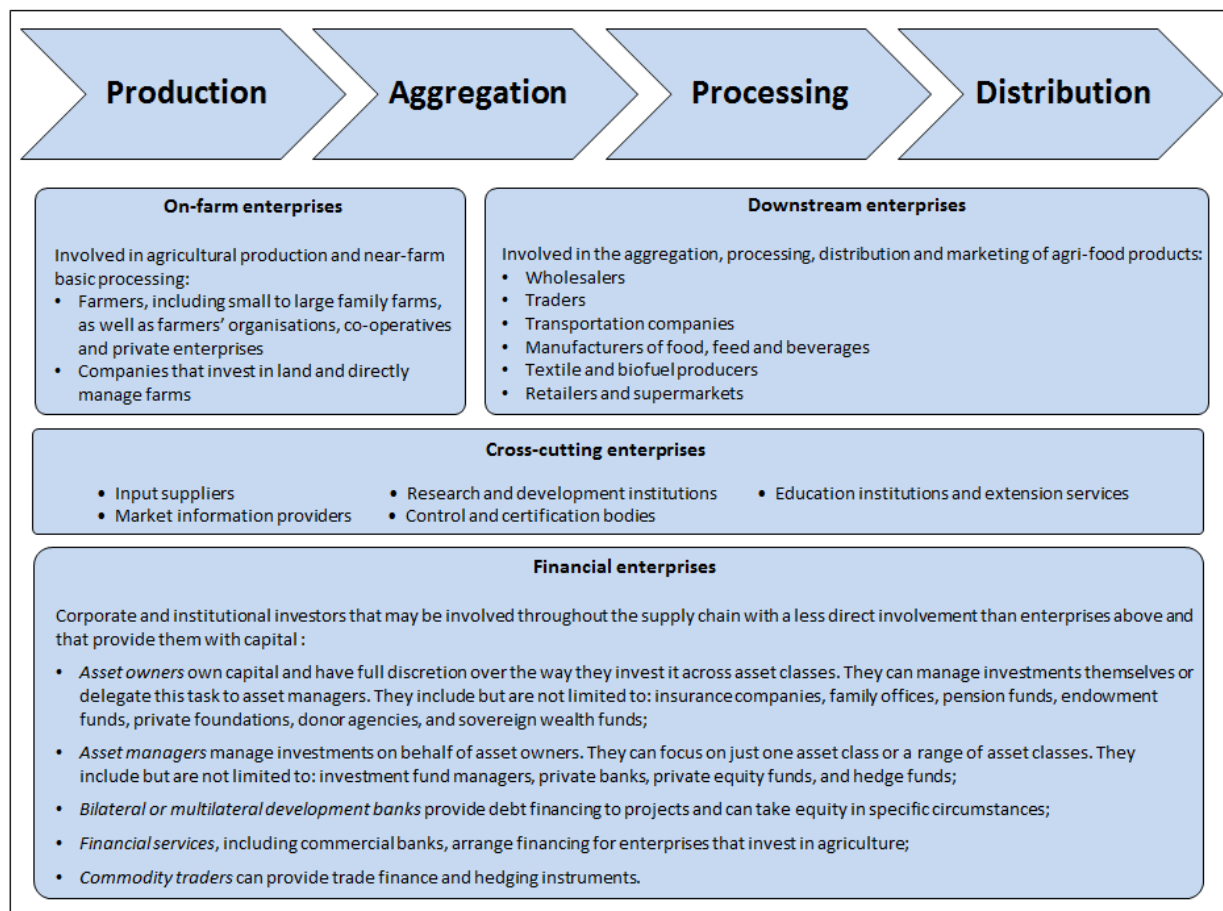 Production
Aggregation
Processing
Distribution
On-farm enterprises
Involved in agricultural production and near-farm
basic processing:
• Farmers, including small to large family farms,
as well as farmers’ organisations, co-operatives
and private enterprises
• Companies that invest in land and directly
manage farms
Downstream enterprises
Involved in the aggregation, processing, distribution and marketing of agri-food products:
• Wholesalers
• Traders
• Transportation companies
• Manufacturers of food, feed and beverages
• Textile and biofuel producers
• Retailers and supermarkets
Cross-cutting enterprises
• Input suppliers • Research and development institutions • Education institutions and extension services
• Market information providers • Control and certification bodies
Financial enterprises
Corporate and institutional investors that may be involved throughout the supply chain with a less direct involvement than enterprises above and
that provide them with capital :
• Asset owners own capital and have full discretion over the way they invest it across asset classes. They can manage investments themselves or
delegate this task to asset managers. They include but are not limited to: insurance companies, family offices, pension funds, endowment
funds, private foundations, donor agencies, and sovereign wealth funds;
• Asset managers manage investments on behalf of asset owners. They can focus on just one asset class or a range of asset classes. They
include but are not limited to: investment fund managers, private banks, private equity funds, and hedge funds;
• Bilateral or multilateral development banks provide debt financing to projects and can take equity in specific circumstances;
• Financial services, including commercial banks, arrange financing for enterprises that invest in agriculture;
• Commodity traders can provide trade finance and hedging instruments.